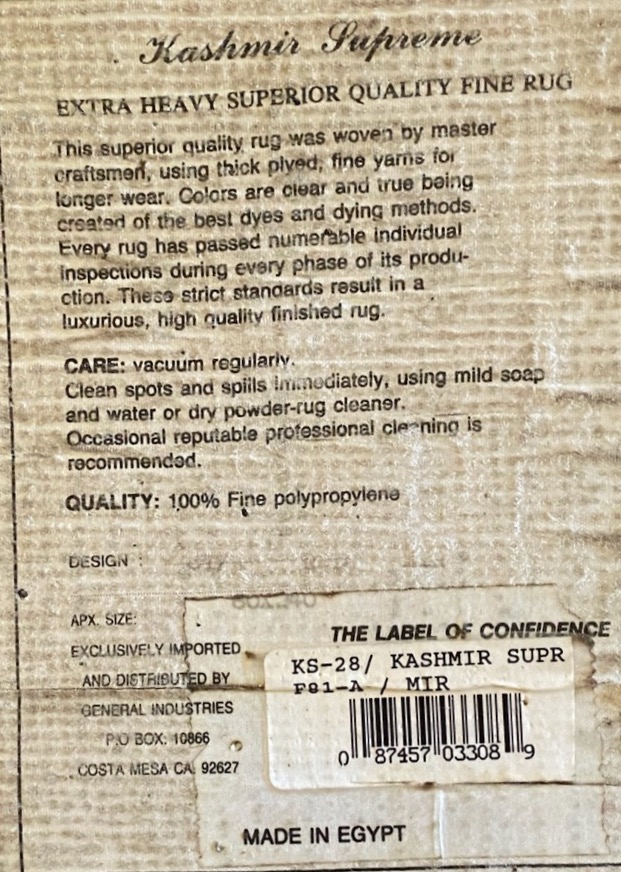 Kashmir Supreme
EXTRA HEAVY SUPERIOR QUALITY FINE RUG
This superior quality rug was woven by master
craftsmen, using thick plyed, fine yarns for
longer wear. Colors are clear and true being
created of the best dyes and dying methods.
Every rug has passed numerable individual
inspections during every phase of its produ-
ction. These strict standards result in a
luxurious, high quality finished rug.
CARE: vacuum regularly.
Clean spots and spills immediately, using mild soap
and water or dry powder-rug cleaner.
Occasional reputable professional cleaning is
recommended.
QUALITY: 100% Fine polypropylene
DESIGN :
APX. SIZE:
EXCLUSIVELY IMPORTED
AND DISTRIBUTED BY
GENERAL INDUSTRIES
P.O BOX: 10866
COSTA MESA CA. 92627
THE LABEL OF CONFIDENCE
KS-28/ KASHMIR SUPR
F81-A / MIR
0 87457 03308 9
MADE IN EGYPT